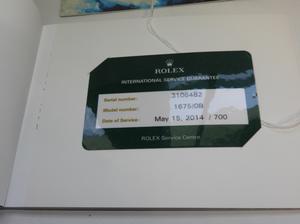 ROLEX
INTERNATIONAL SERVICE GUARANTEE
Serial number: 3106482
Model number: 1675/0B
Date of Service: May 15, 2014 / 700
ROLEX Service Centre